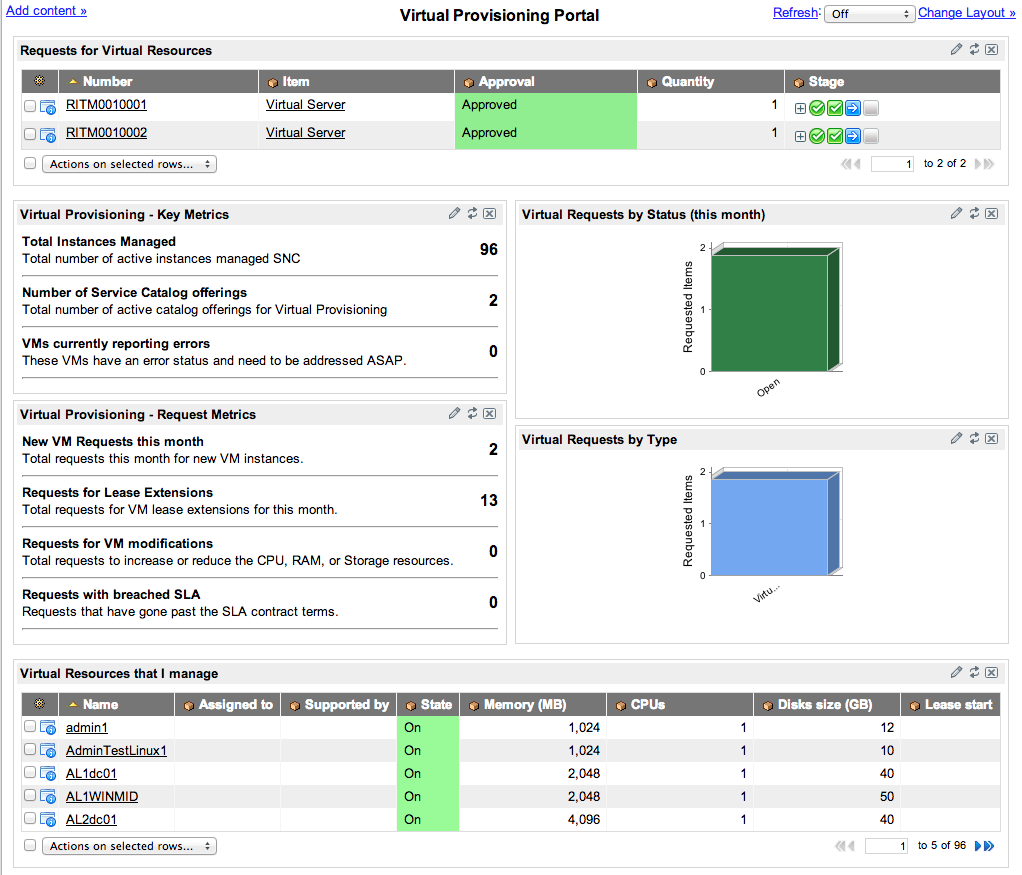 Add content »
Virtual Provisioning Portal
Refresh: Off Change Layout »
Requests for Virtual Resources
Number Item Approval Quantity Stage
RITM0010001 Virtual Server Approved 1
RITM0010002 Virtual Server Approved 1
Actions on selected rows... 1 to 2 of 2
Virtual Provisioning - Key Metrics
Total Instances Managed
Total number of active instances managed SNC
96
Number of Service Catalog offerings
Total number of active catalog offerings for Virtual Provisioning
2
VMs currently reporting errors
These VMs have an error status and need to be addressed ASAP.
0
Virtual Provisioning - Request Metrics
New VM Requests this month
Total requests this month for new VM instances.
2
Requests for Lease Extensions
Total requests for VM lease extensions for this month.
13
Requests for VM modifications
Total requests to increase or reduce the CPU, RAM, or Storage resources.
0
Requests with breached SLA
Requests that have gone past the SLA contract terms.
0
Virtual Requests by Status (this month)
Requested Items
2
1
0
Open
Virtual Requests by Type
Requested Items
2
1
0
Virtu...
Virtual Resources that I manage
Name Assigned to Supported by State Memory (MB) CPUs Disks size (GB) Lease start
admin1 On 1,024 1 12
AdminTestLinux1 On 1,024 1 10
AL1dc01 On 2,048 1 40
AL1WINMID On 2,048 1 50
AL2dc01 On 4,096 1 40
Actions on selected rows... 1 to 5 of 96